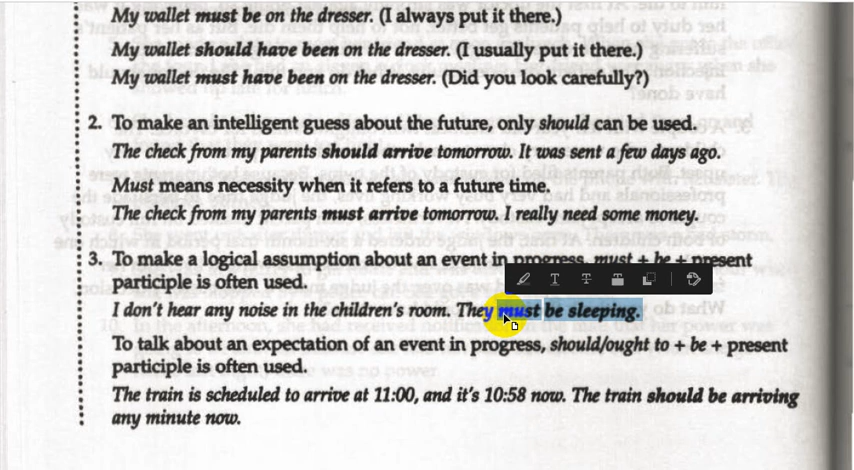 My wallet must be on the dresser. (I always put it there.)
My wallet should have been on the dresser. (I usually put it there.)
My wallet must have been on the dresser. (Did you look carefully?)
2. To make an intelligent guess about the future, only should can be used.
The check from my parents should arrive tomorrow. It was sent a few days ago.
Must means necessity when it refers to a future time.
The check from my parents must arrive tomorrow. I really need some money.
3. To make a logical assumption about an event in progress, must + be + present
participle is often used.
I don't hear any noise in the children's room. They must be sleeping.
To talk about an expectation of an event in progress, should/ought to + be + present
participle is often used.
The train is scheduled to arrive at 11:00, and it's 10:58 now. The train should be arriving
any minute now.